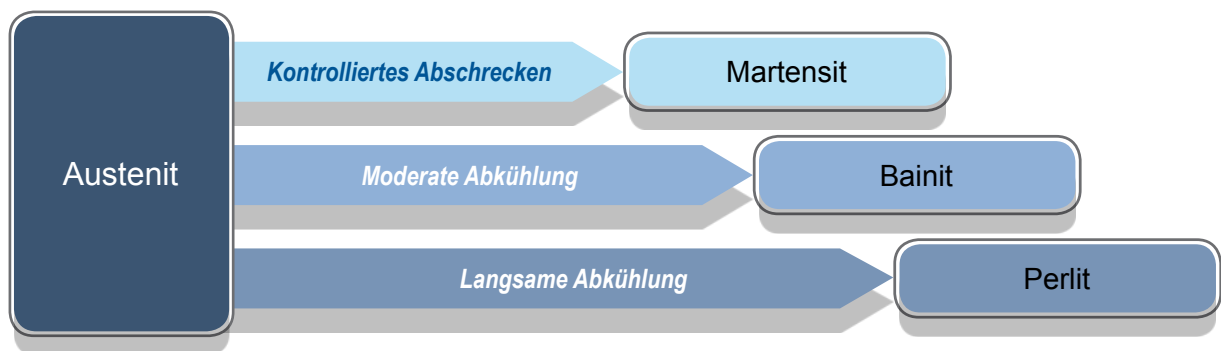 Austenit
Kontrolliertes Abschrecken
Martensit
Moderate Abkühlung
Bainit
Langsame Abkühlung
Perlit